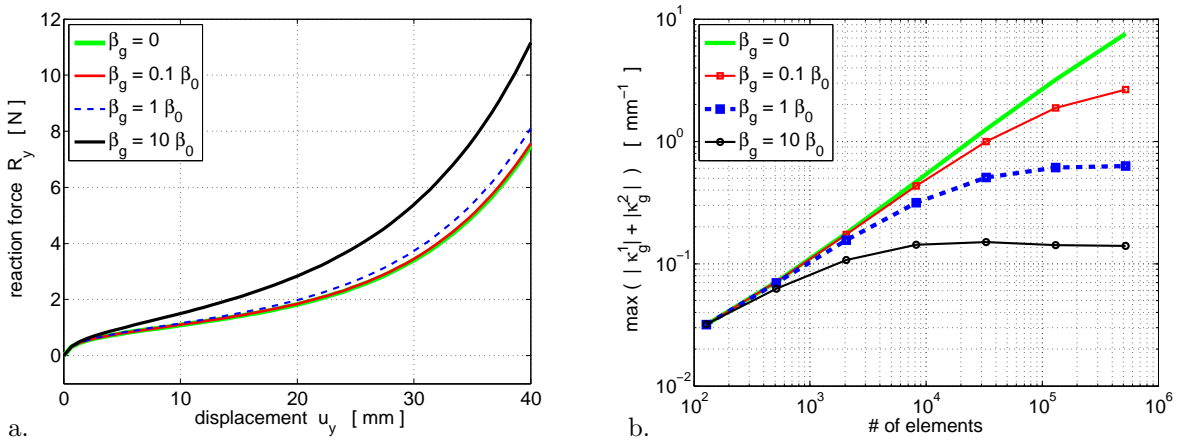 12
10
8
6
4
2
0
reaction force R_y [ N ]
β_g = 0
β_g = 0.1 β_0
β_g = 1 β_0
β_g = 10 β_0
0 10 20 30 40
displacement u_y [ mm ]
a.
10^1
10^0
10^−1
10^−2
max ( |κ_g^1| + |κ_g^2| ) [ mm^−1 ]
β_g = 0
β_g = 0.1 β_0
β_g = 1 β_0
β_g = 10 β_0
10^2 10^3 10^4 10^5 10^6
# of elements
b.